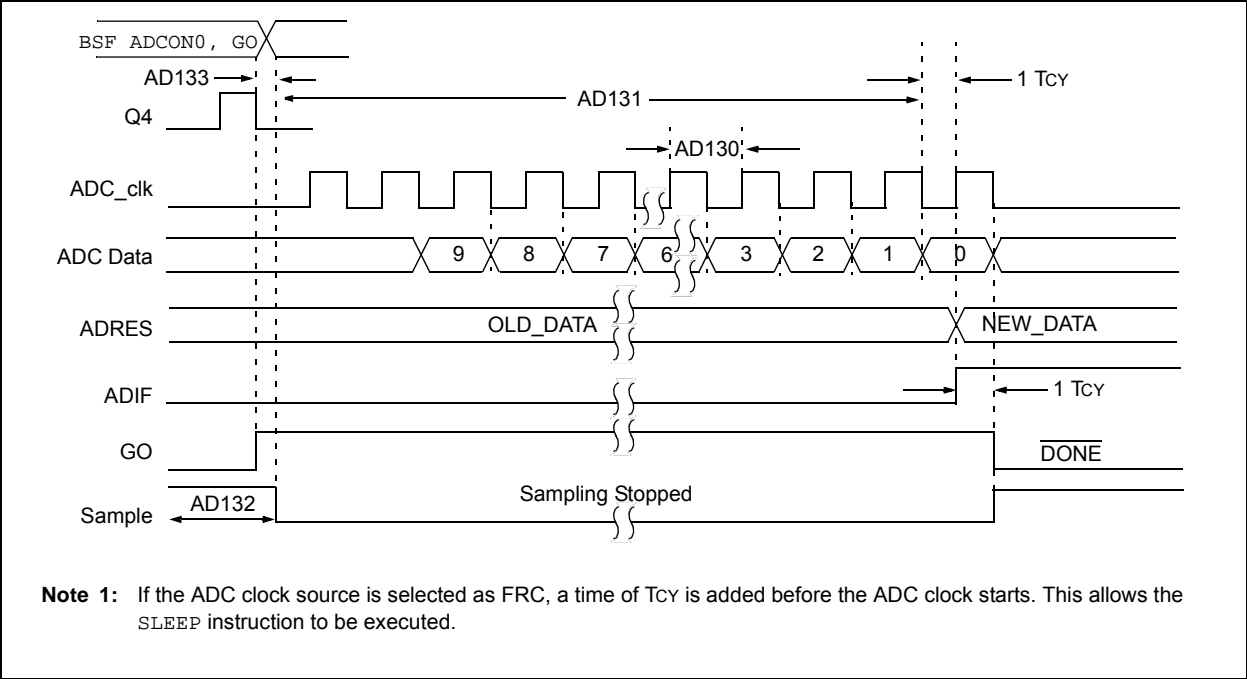 BSF ADCON0, GO
AD133
1 TCY
AD131
Q4
AD130
ADC_clk
ADC Data
9 8 7 6 3 2 1 0
ADRES
OLD_DATA
NEW_DATA
ADIF
1 TCY
GO
DONE
Sample
AD132
Sampling Stopped
Note 1: If the ADC clock source is selected as FRC, a time of TCY is added before the ADC clock starts. This allows the
SLEEP instruction to be executed.